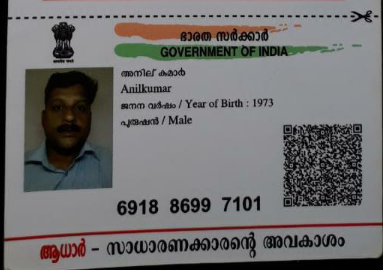 ഭാരത സർക്കാർ
GOVERNMENT OF INDIA
അനില് കുമാർ
Anilkumar
ജനന വർഷം / Year of Birth : 1973
പുരുഷൻ / Male
6918 8699 7101
ആധാർ – സാധാരണക്കാരന്റെ അവകാശം